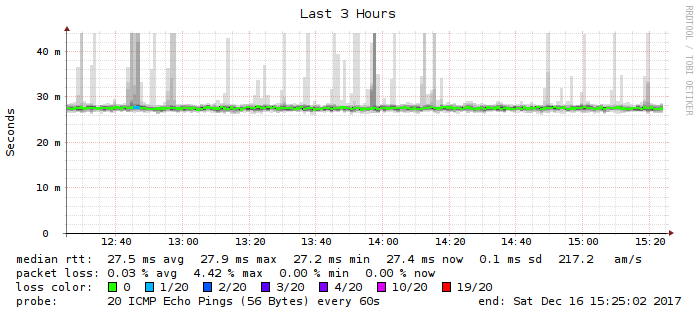 Last 3 Hours
RRDTOOL / TOBI OETIKER
Seconds
40 m
30 m
20 m
10 m
0
12:40 13:00 13:20 13:40 14:00 14:20 14:40 15:00 15:20
median rtt: 27.5 ms avg 27.9 ms max 27.2 ms min 27.4 ms now 0.1 ms sd 217.2 am/s
packet loss: 0.03 % avg 4.42 % max 0.00 % min 0.00 % now
loss color: 0 1/20 2/20 3/20 4/20 10/20 19/20
probe: 20 ICMP Echo Pings (56 Bytes) every 60s end: Sat Dec 16 15:25:02 2017